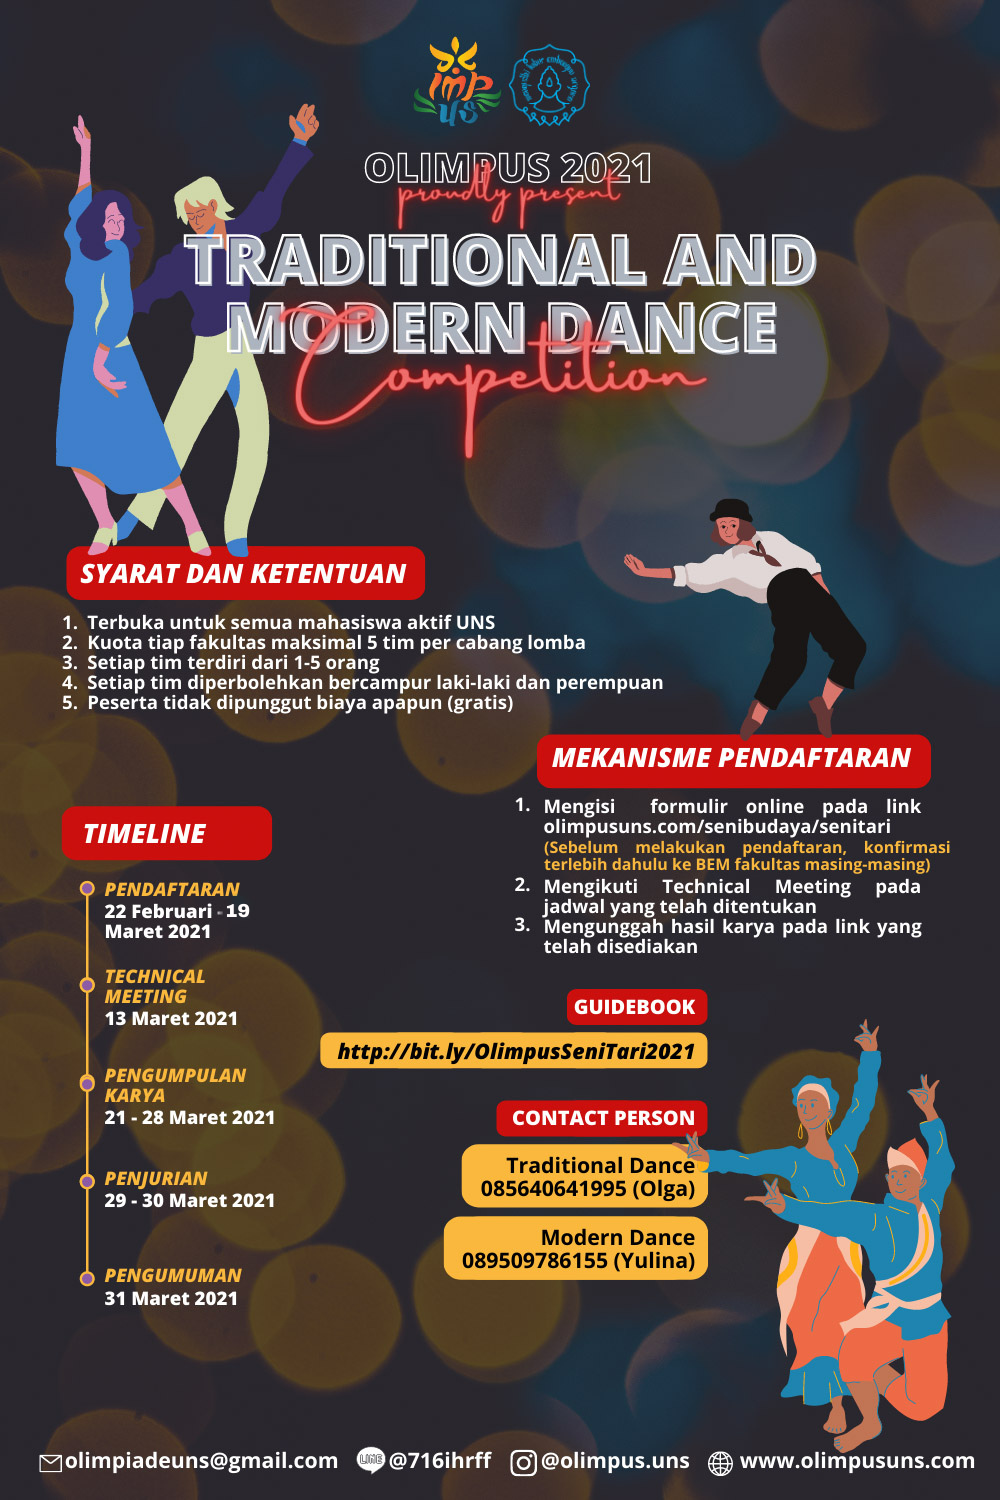 OLIMPUS 2021
proudly present
TRADITIONAL AND
MODERN DANCE
Competition
SYARAT DAN KETENTUAN
1. Terbuka untuk semua mahasiswa aktif UNS
2. Kuota tiap fakultas maksimal 5 tim per cabang lomba
3. Setiap tim terdiri dari 1-5 orang
4. Setiap tim diperbolehkan bercampur laki-laki dan perempuan
5. Peserta tidak dipunggut biaya apapun (gratis)
MEKANISME PENDAFTARAN
1. Mengisi formulir online pada link
olimpusuns.com/senibudaya/senitari
(Sebelum melakukan pendaftaran, konfirmasi
terlebih dahulu ke BEM fakultas masing-masing)
2. Mengikuti Technical Meeting pada
jadwal yang telah ditentukan
3. Mengunggah hasil karya pada link yang
telah disediakan
TIMELINE
PENDAFTARAN
22 Februari - 19
Maret 2021
TECHNICAL
MEETING
13 Maret 2021
PENGUMPULAN
KARYA
21 - 28 Maret 2021
PENJURIAN
29 - 30 Maret 2021
PENGUMUMAN
31 Maret 2021
GUIDEBOOK
http://bit.ly/OlimpusSeniTari2021
CONTACT PERSON
Traditional Dance
085640641995 (Olga)
Modern Dance
089509786155 (Yulina)
olimpiadeuns@gmail.com
LINE
@716ihrff
@olimpus.uns
www.olimpusuns.com